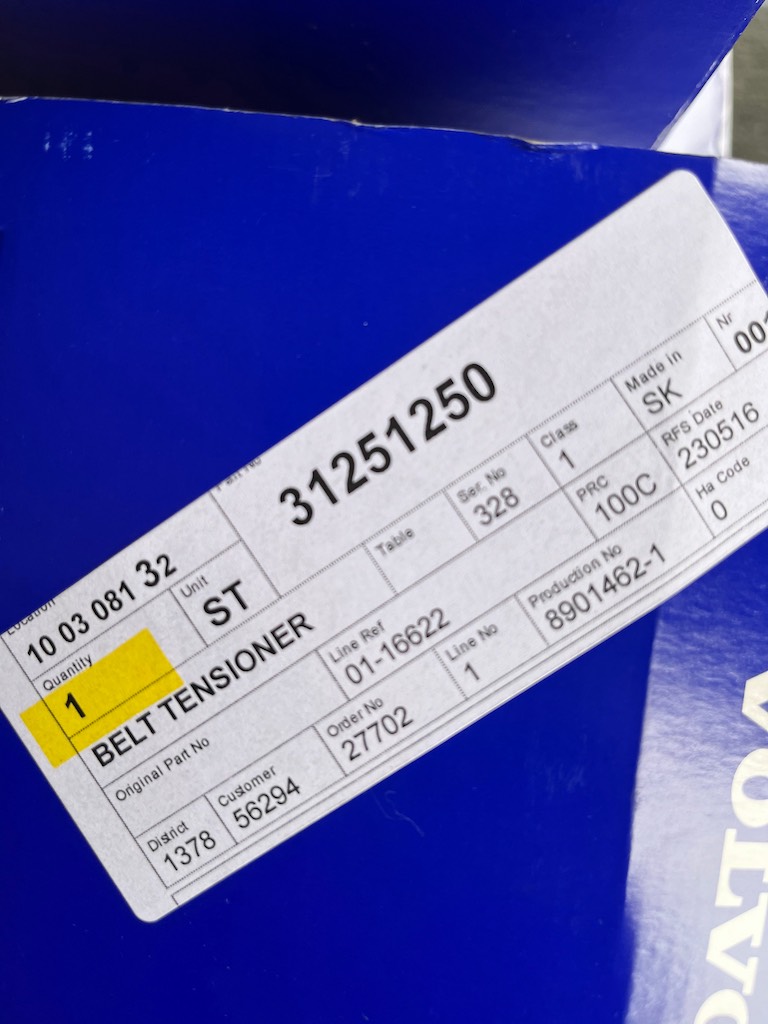 Location
10 03 081 32
Part No
31251250
Quantity
1
Unit
ST
BELT TENSIONER
Table
Ser. No
328
Class
1
Made in
SK
Nr
001
Original Part No
Line Ref
01-16622
PRC
100C
RFS Date
230516
District
1378
Customer
56294
Order No
27702
Line No
1
Production No
8901462-1
Ha Code
0
VOLVO